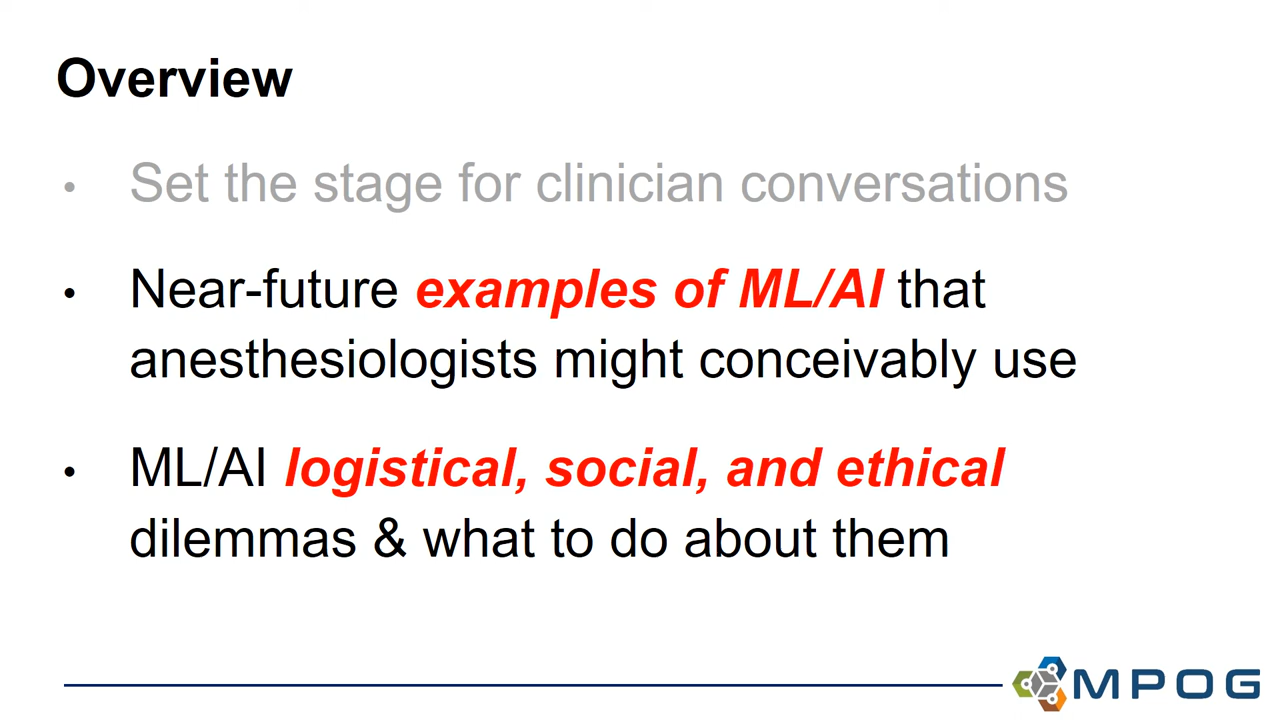 Overview
• Set the stage for clinician conversations
• Near-future examples of ML/AI that
anesthesiologists might conceivably use
• ML/AI logistical, social, and ethical
dilemmas & what to do about them
MPOG